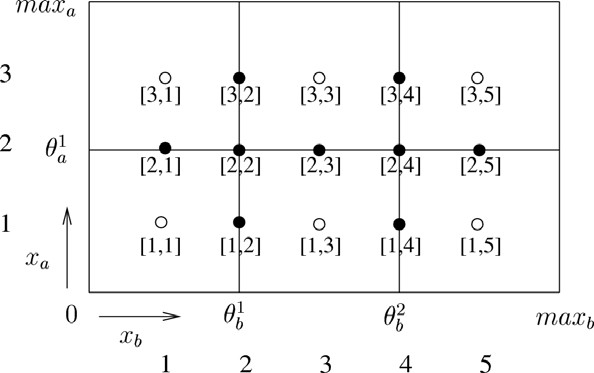 max_a
3
[3,1] [3,2] [3,3] [3,4] [3,5]
2 θ_a^1
[2,1] [2,2] [2,3] [2,4] [2,5]
1
[1,1] [1,2] [1,3] [1,4] [1,5]
x_a
0 θ_b^1 θ_b^2 max_b
x_b
1 2 3 4 5